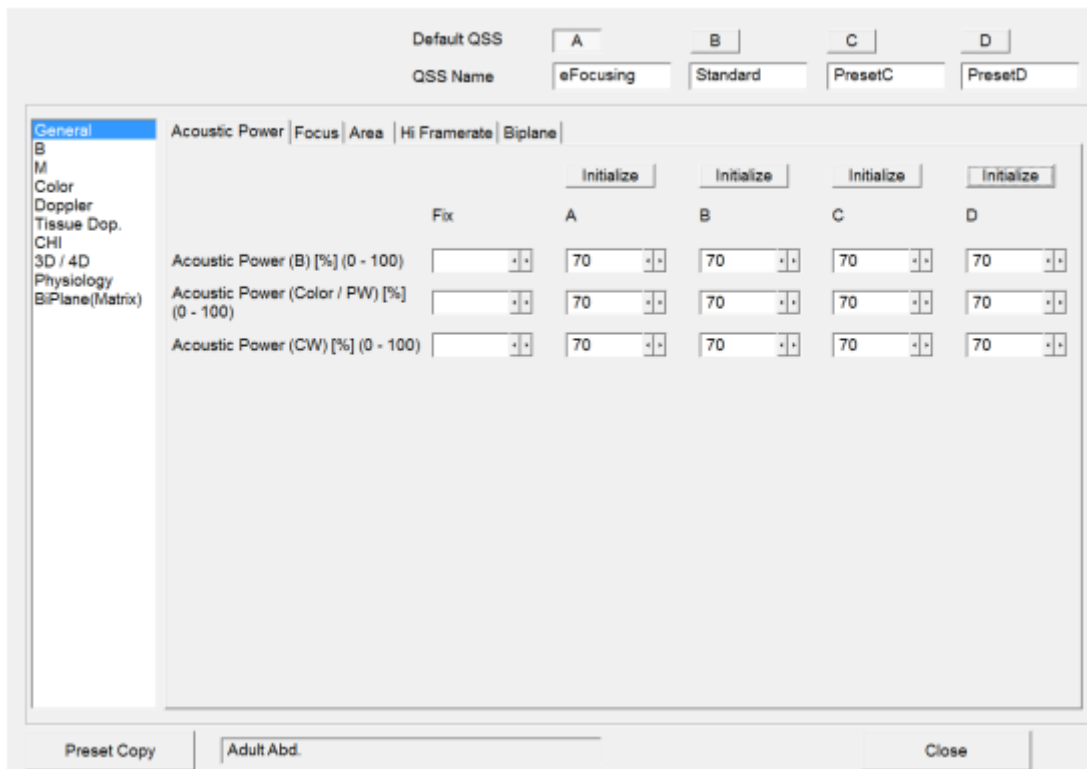 Default QSS A B C D
QSS Name eFocusing Standard PresetC PresetD
General
B
M
Color
Doppler
Tissue Dop.
CHI
3D / 4D
Physiology
BiPlane(Matrix)
Acoustic Power Focus Area Hi Framerate Biplane
Initialize Initialize Initialize Initialize
Fix A B C D
Acoustic Power (B) [%] (0 - 100) 70 70 70 70
Acoustic Power (Color / PW) [%]
(0 - 100) 70 70 70 70
Acoustic Power (CW) [%] (0 - 100) 70 70 70 70
Preset Copy Adult Abd. Close